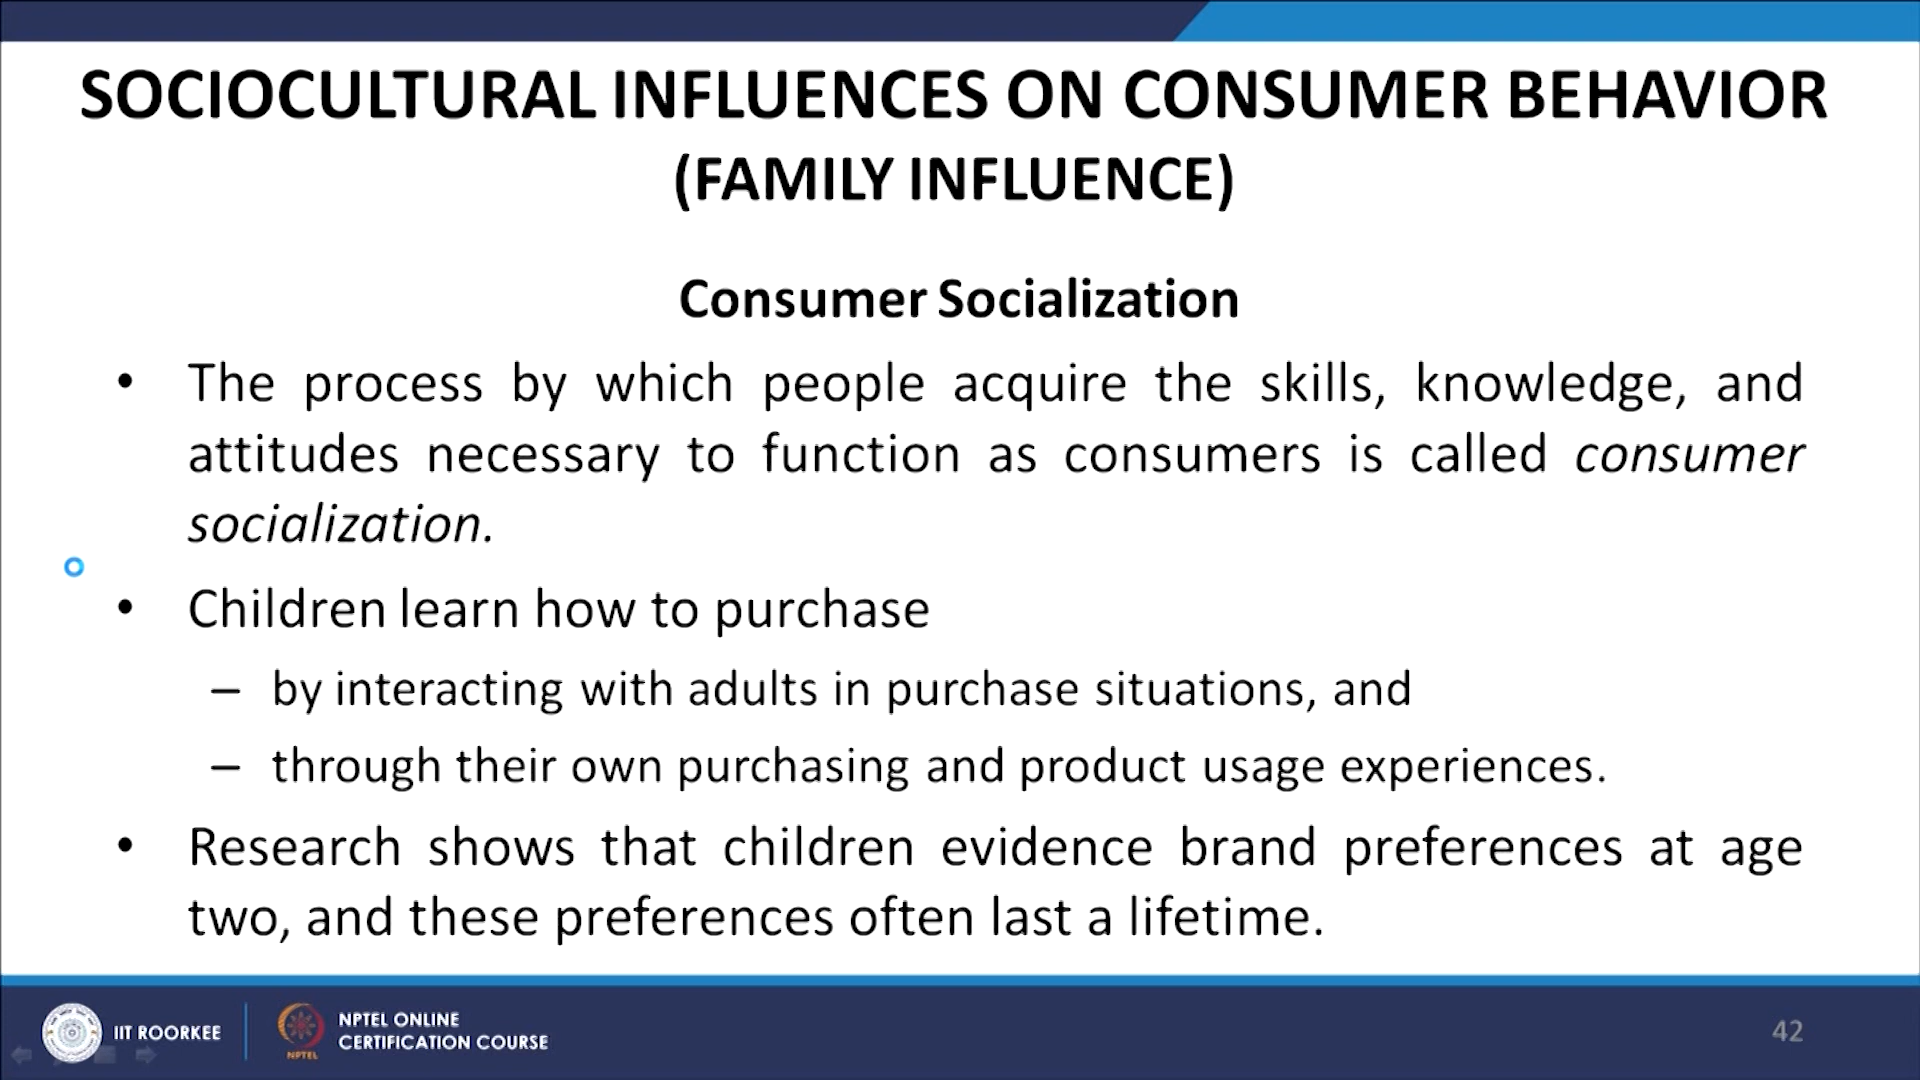 SOCIOCULTURAL INFLUENCES ON CONSUMER BEHAVIOR
(FAMILY INFLUENCE)
Consumer Socialization
• The process by which people acquire the skills, knowledge, and
attitudes necessary to function as consumers is called consumer
socialization.
• Children learn how to purchase
– by interacting with adults in purchase situations, and
– through their own purchasing and product usage experiences.
• Research shows that children evidence brand preferences at age
two, and these preferences often last a lifetime.
IIT ROORKEE
NPTEL
NPTEL ONLINE
CERTIFICATION COURSE
42